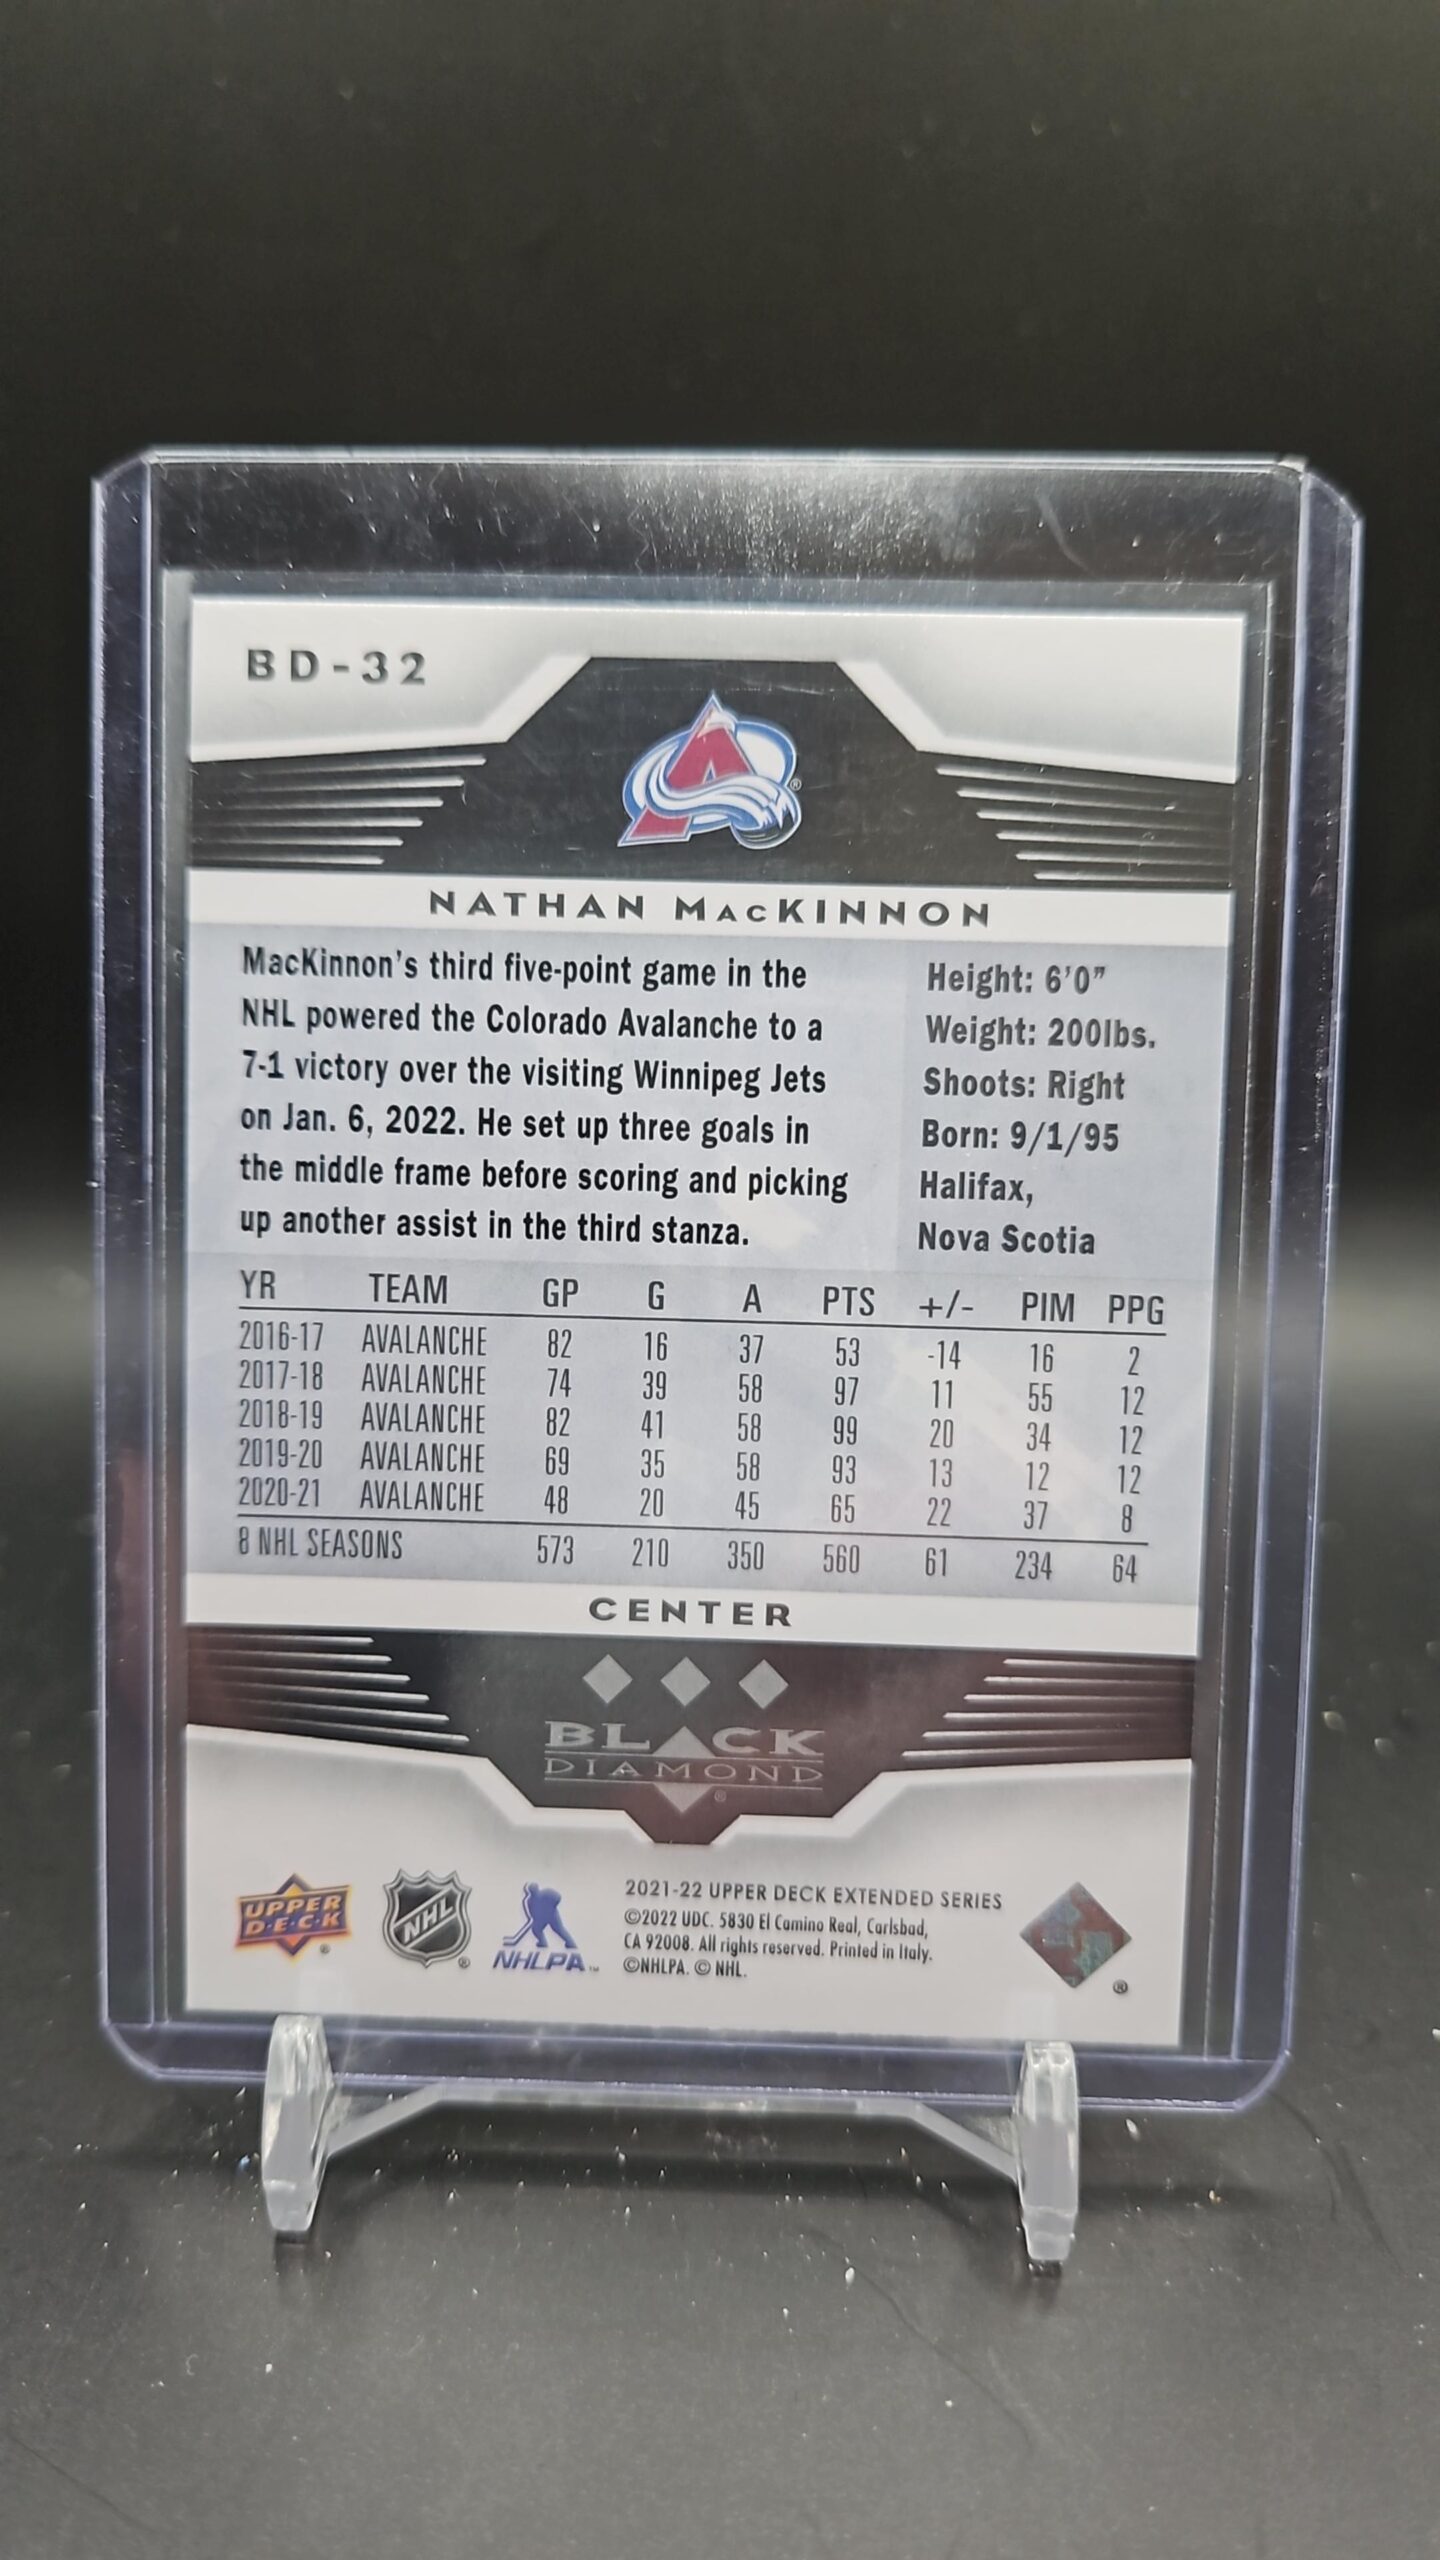 BD-32
NATHAN MacKINNON
MacKinnon's third five-point game in the
NHL powered the Colorado Avalanche to a
7-1 victory over the visiting Winnipeg Jets
on Jan. 6, 2022. He set up three goals in
the middle frame before scoring and picking
up another assist in the third stanza.
Height: 6'0"
Weight: 200lbs.
Shoots: Right
Born: 9/1/95
Halifax,
Nova Scotia
YR TEAM GP G A PTS +/- PIM PPG
2016-17 AVALANCHE 82 16 37 53 -14 16 2
2017-18 AVALANCHE 74 39 58 97 11 55 12
2018-19 AVALANCHE 82 41 58 99 20 34 12
2019-20 AVALANCHE 69 35 58 93 13 12 12
2020-21 AVALANCHE 48 20 45 65 22 37 8
8 NHL SEASONS 573 210 350 560 61 234 64
CENTER
BLACK
DIAMOND®
UPPER
D·E·C·K®
NHL®
NHLPA™
2021-22 UPPER DECK EXTENDED SERIES
©2022 UDC. 5830 El Camino Real, Carlsbad,
CA 92008. All rights reserved. Printed in Italy.
©NHLPA. © NHL.
®